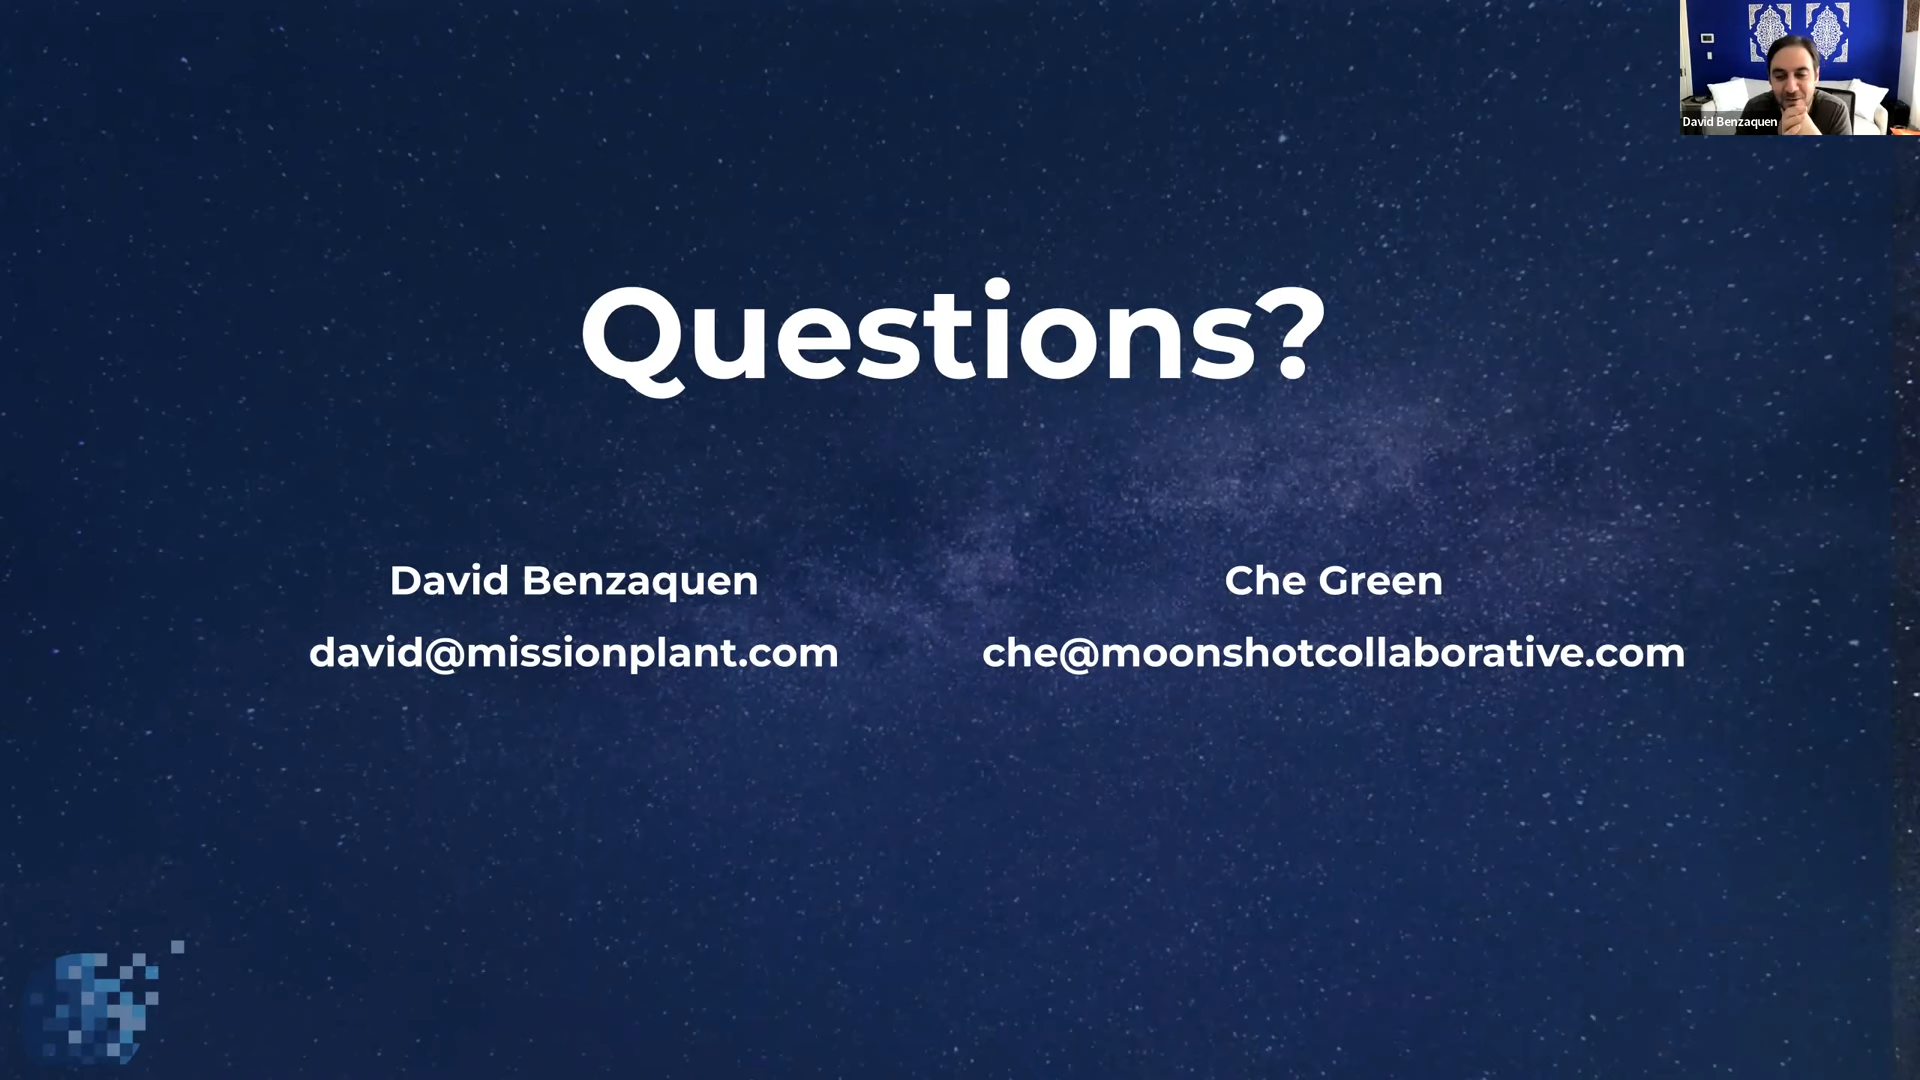 David Benzaquen
Questions?
David Benzaquen
david@missionplant.com
Che Green
che@moonshotcollaborative.com